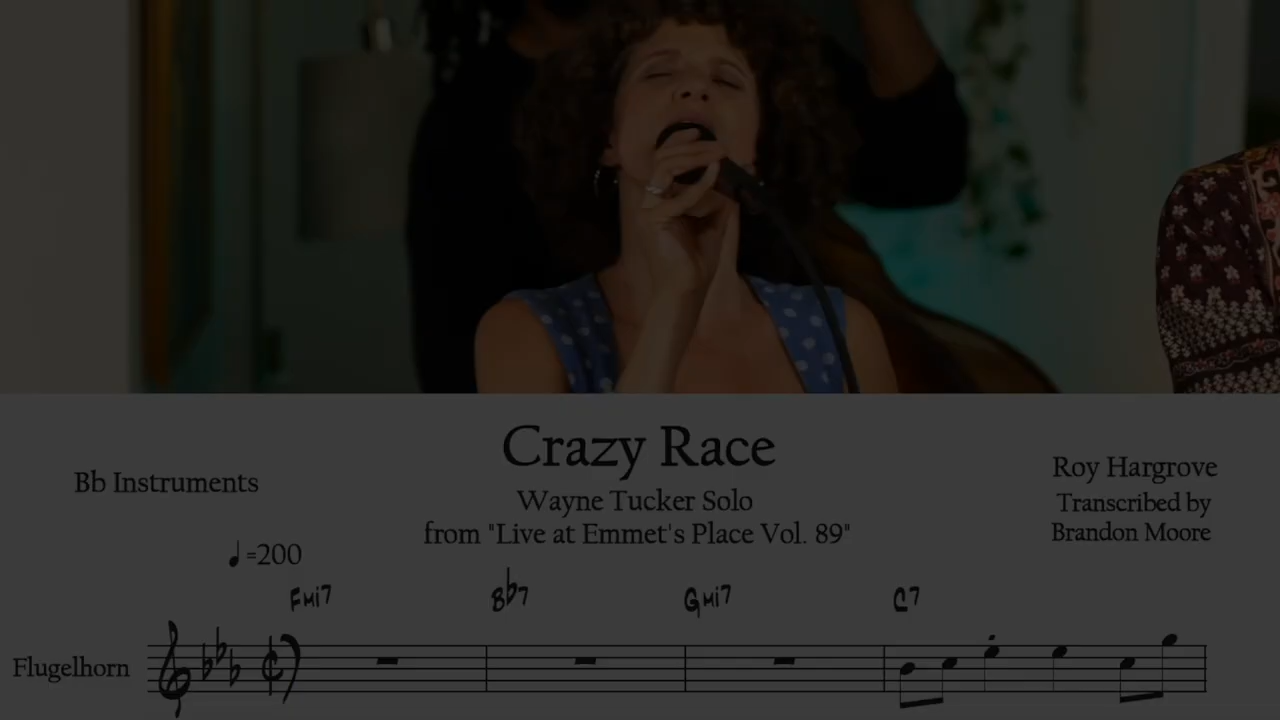 Crazy Race
Bb Instruments
Roy Hargrove
Wayne Tucker Solo
Transcribed by
from "Live at Emmet's Place Vol. 89"
Brandon Moore
♩=200
Fmi7 Bb7 Gmi7 C7
Flugelhorn